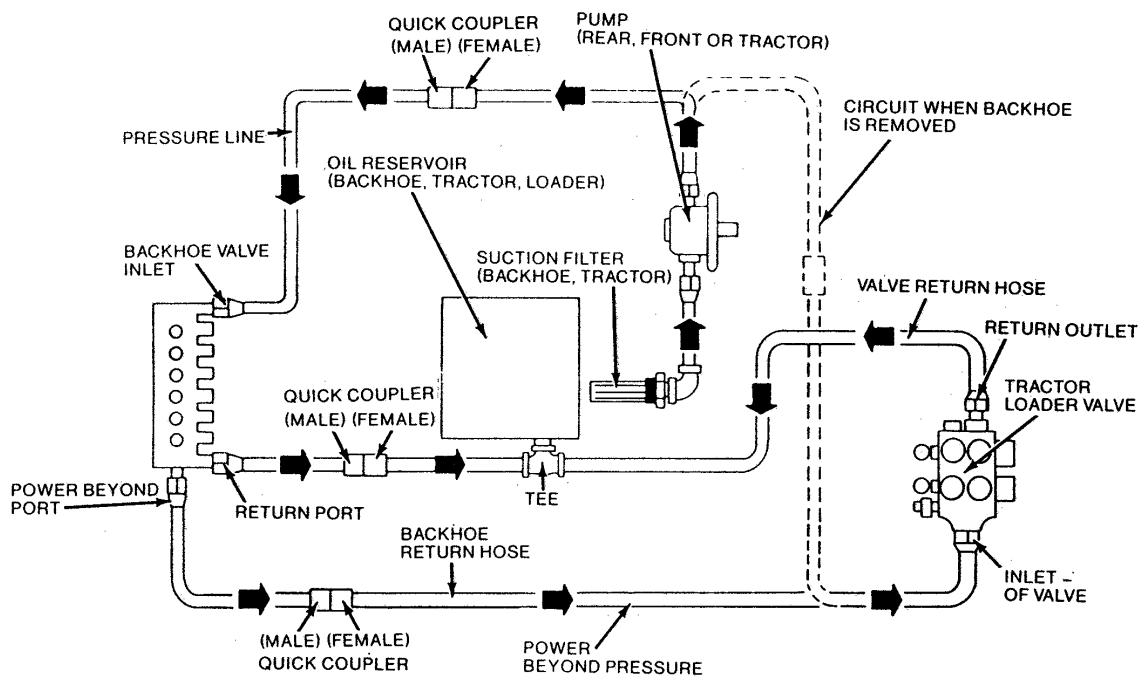 QUICK COUPLER
(MALE) (FEMALE)
PUMP
(REAR, FRONT OR TRACTOR)
CIRCUIT WHEN BACKHOE
IS REMOVED
PRESSURE LINE
OIL RESERVOIR
(BACKHOE, TRACTOR, LOADER)
BACKHOE VALVE
INLET
SUCTION FILTER
(BACKHOE, TRACTOR)
VALVE RETURN HOSE
RETURN OUTLET
TRACTOR
LOADER VALVE
QUICK COUPLER
(MALE) (FEMALE)
POWER BEYOND
PORT
RETURN PORT
TEE
BACKHOE
RETURN HOSE
INLET –
OF VALVE
(MALE) (FEMALE)
QUICK COUPLER
POWER
BEYOND PRESSURE